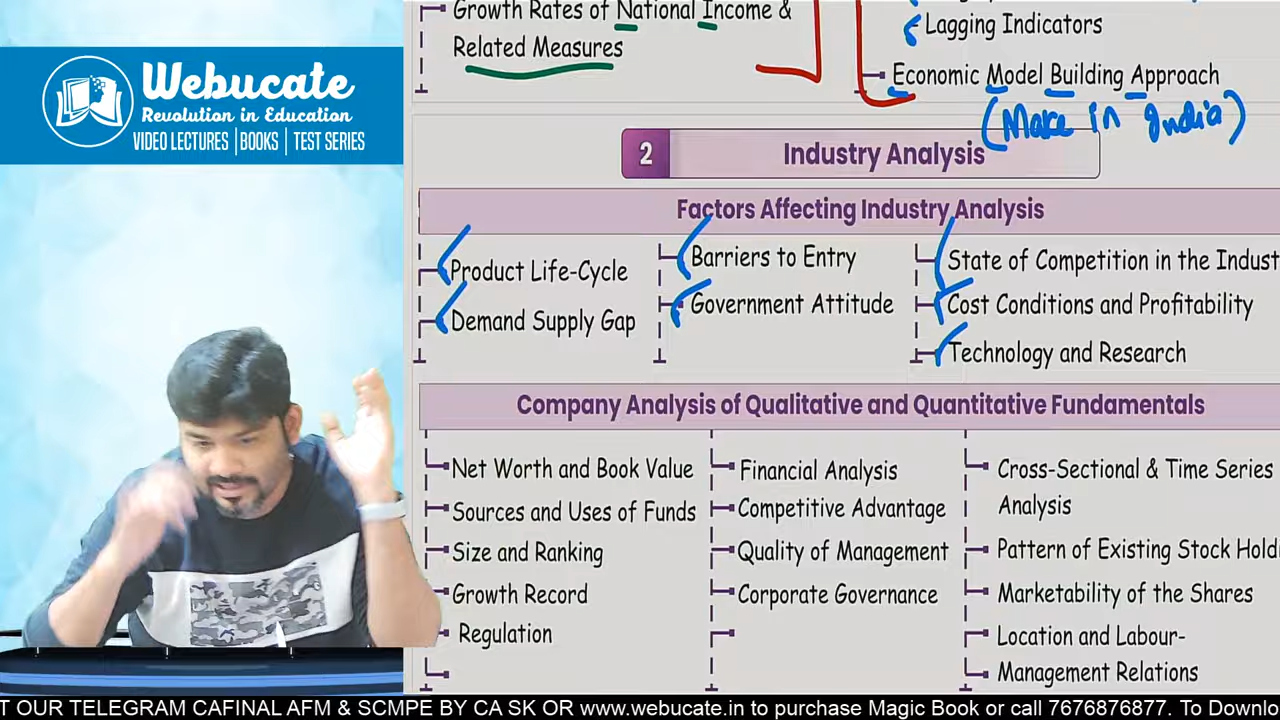 Webucate
Revolution in Education
VIDEO LECTURES | BOOKS | TEST SERIES
Growth Rates of National Income &
Related Measures
Lagging Indicators
Economic Model Building Approach
(Make in India)
2 Industry Analysis
Factors Affecting Industry Analysis
Product Life-Cycle
Demand Supply Gap
Barriers to Entry
Government Attitude
State of Competition in the Indust
Cost Conditions and Profitability
Technology and Research
Company Analysis of Qualitative and Quantitative Fundamentals
Net Worth and Book Value
Sources and Uses of Funds
Size and Ranking
Growth Record
Regulation
Financial Analysis
Competitive Advantage
Quality of Management
Corporate Governance
Cross-Sectional & Time Series
Analysis
Pattern of Existing Stock Holdi
Marketability of the Shares
Location and Labour-
Management Relations
T OUR TELEGRAM CAFINAL AFM & SCMPE BY CA SK OR www.webucate.in to purchase Magic Book or call 7676876877. To Downlo